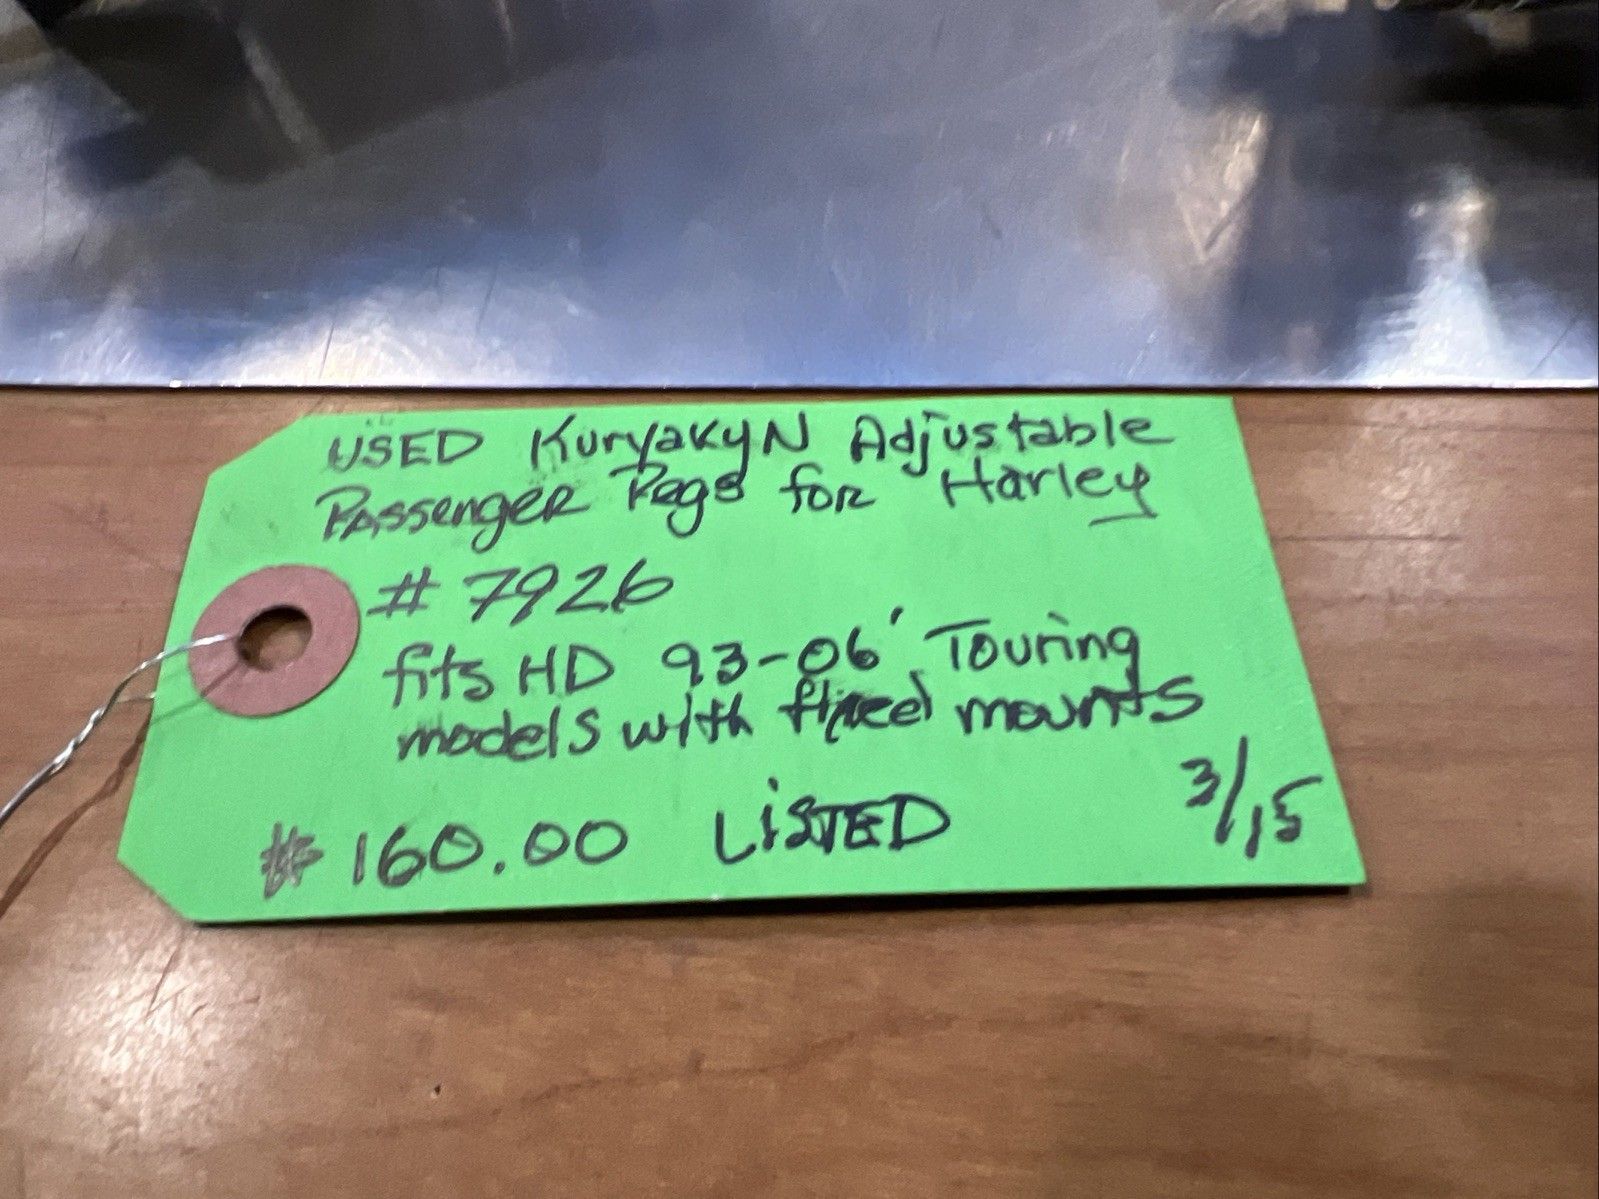 USED KuryakyN Adjustable
Passenger Pegs for Harley
# 7926
fits HD 93-06' Touring
models with fixed mounts
$160.00 LiSTED
3/15